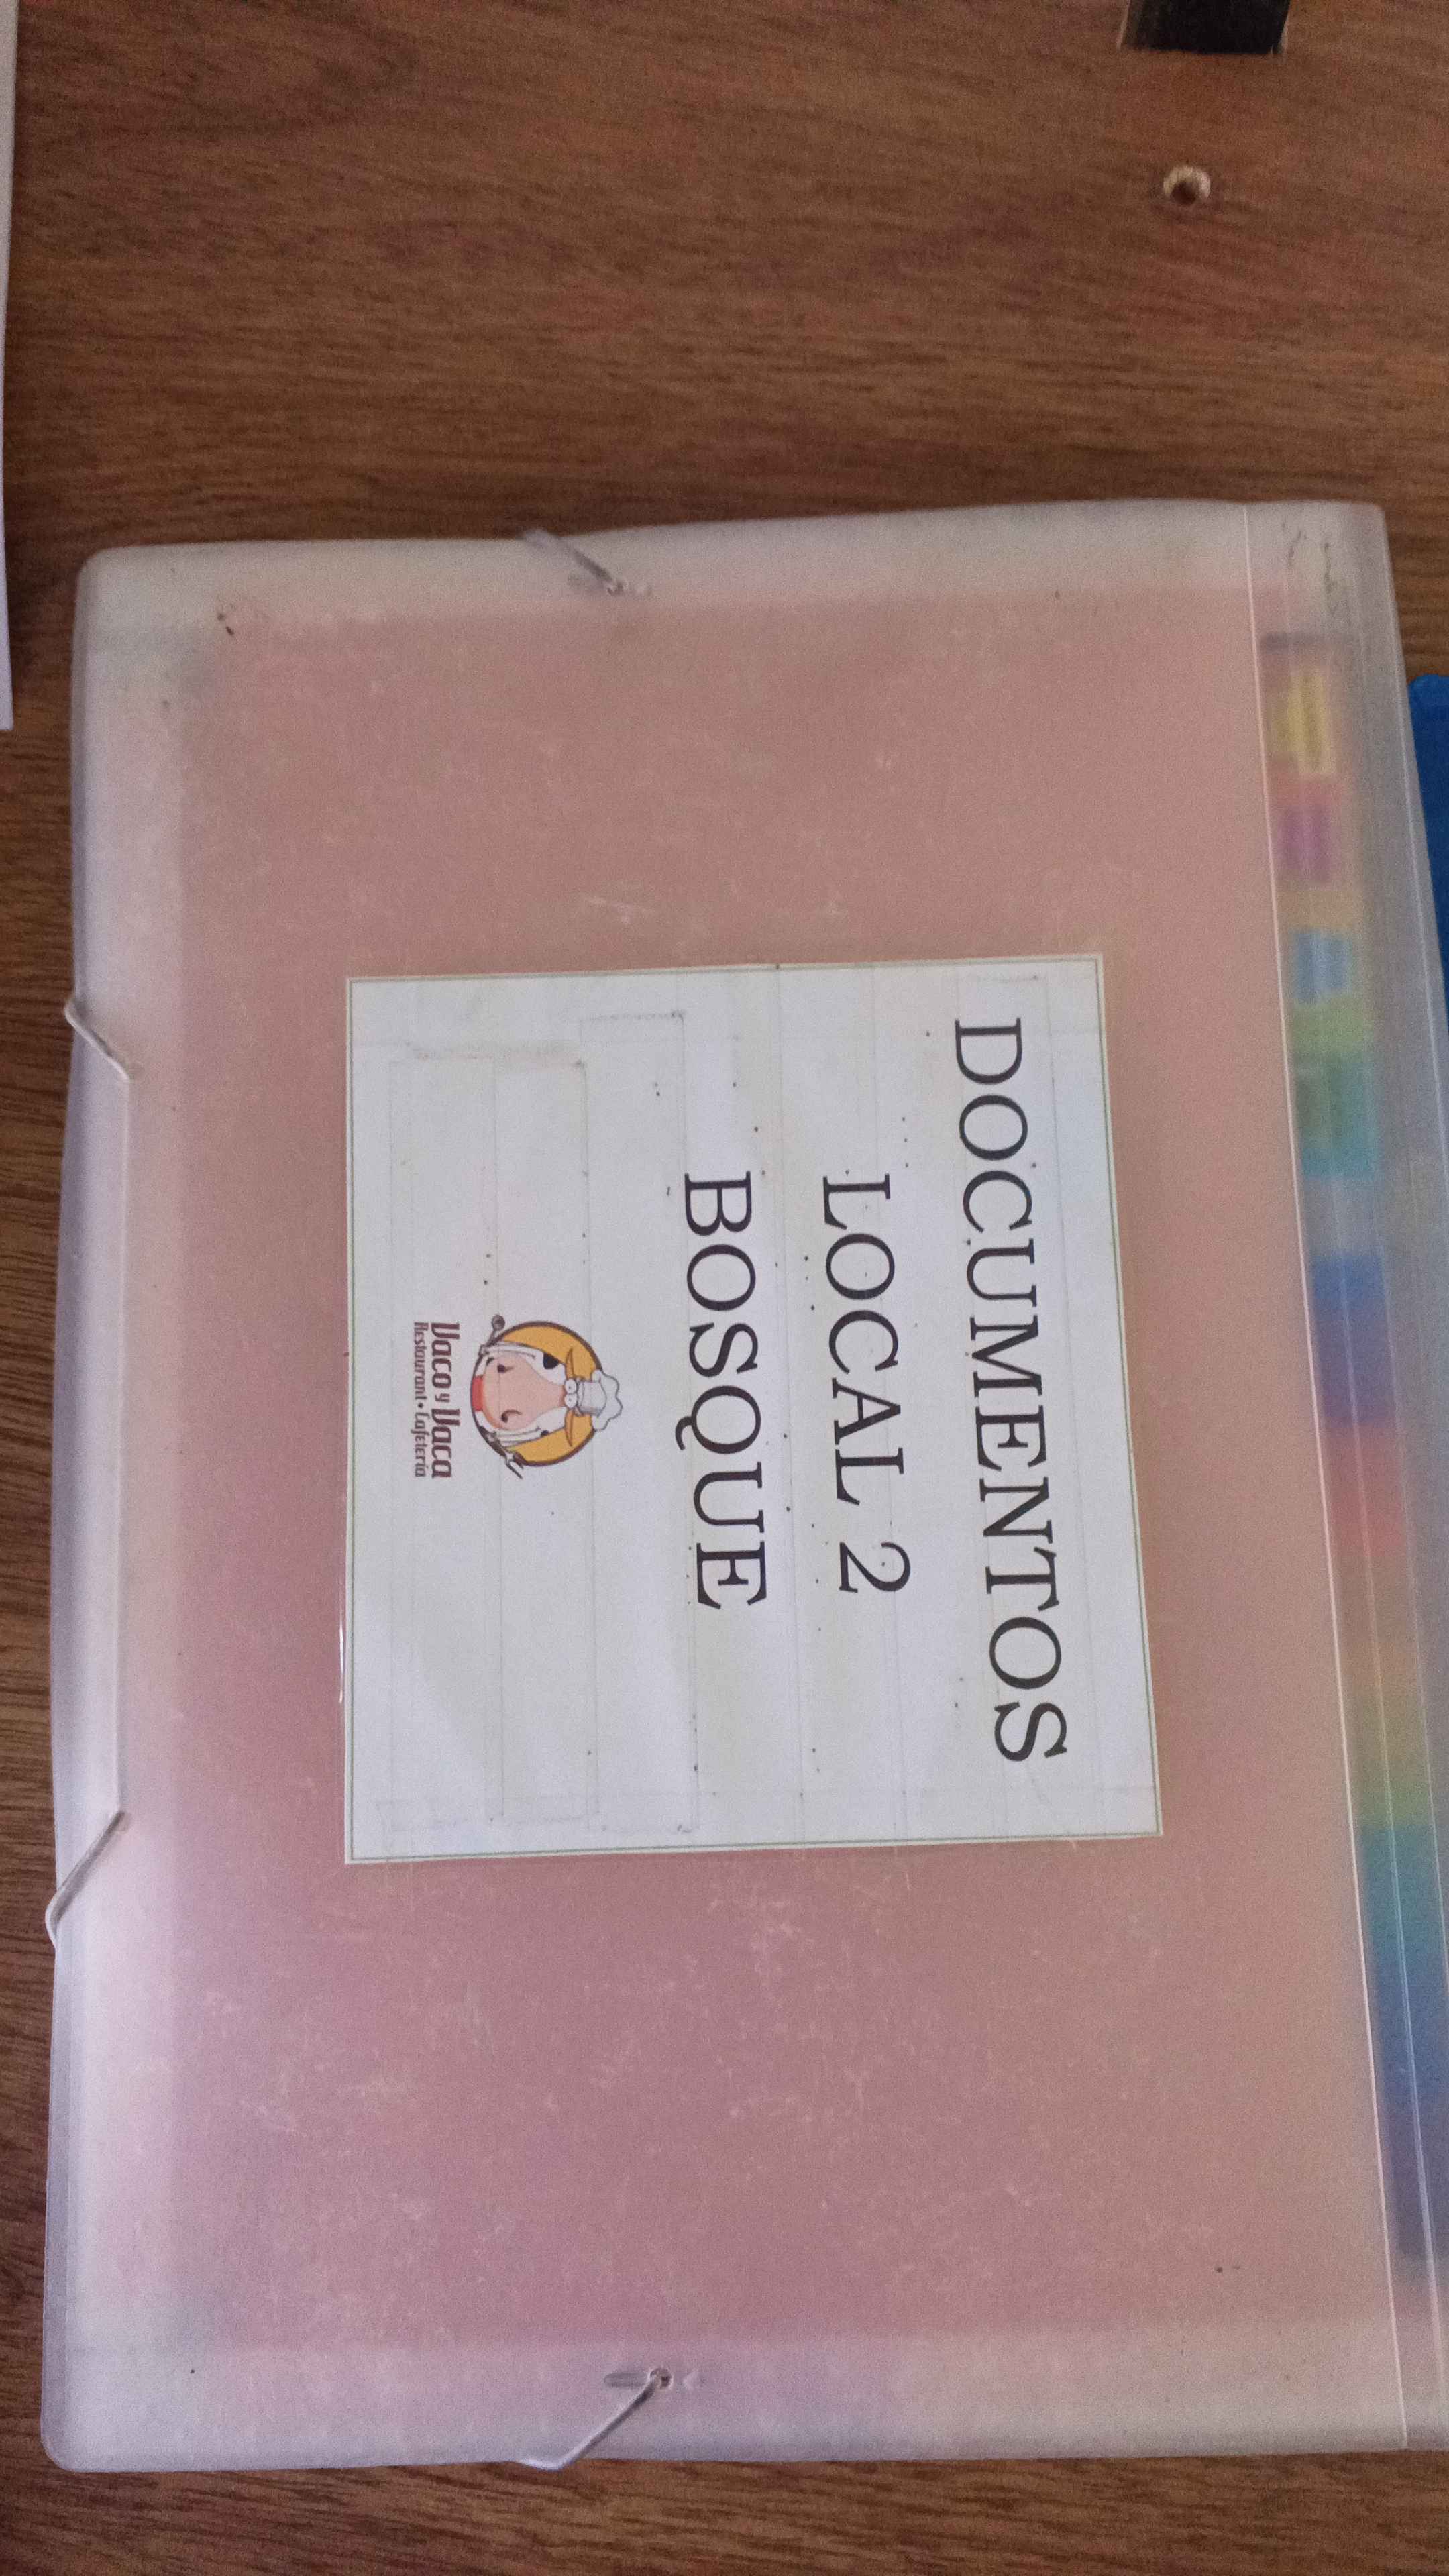 DOCUMENTOS
LOCAL 2
BOSQUE
Vaco y Vaca
Restaurant • Cafetería